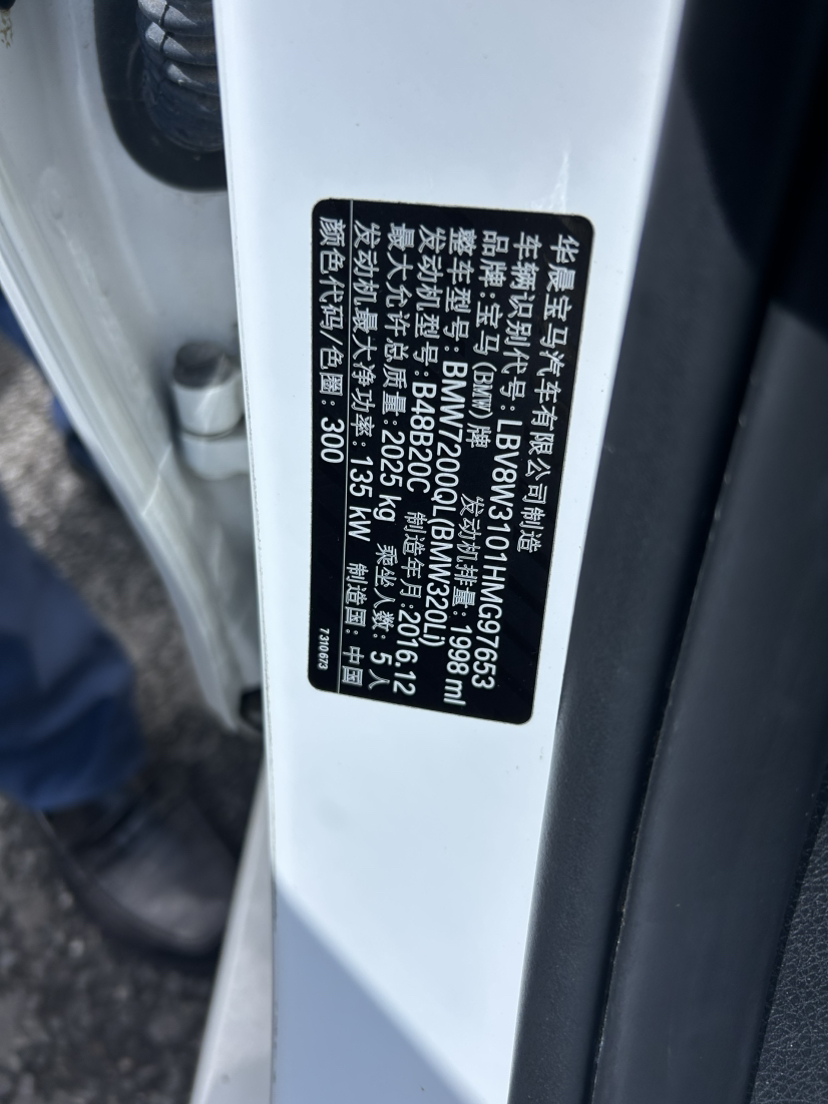 华晨宝马汽车有限公司制造
车辆识别代号: LBV8W3101HMG97653
品牌: 宝马(BMW)牌 发动机排量: 1998 ml
整车型号: BMW7200QL(BMW320Li)
发动机型号: B48B20C 制造年月: 2016.12
最大允许总质量: 2025 kg 乘坐人数: 5人
发动机最大净功率: 135 kW 制造国: 中国
颜色代码/色圈: 300 7310673